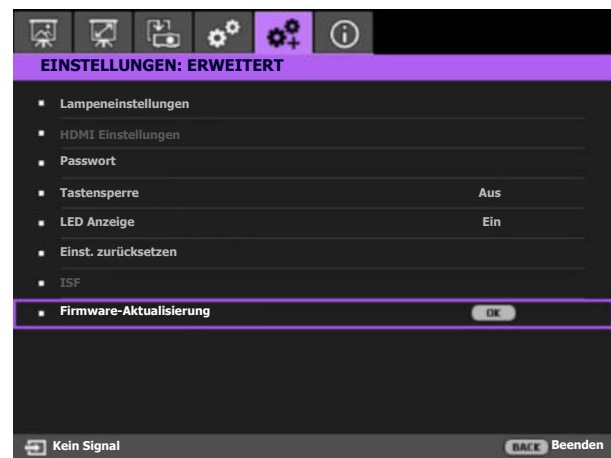 EINSTELLUNGEN: ERWEITERT
Lampeneinstellungen
HDMI Einstellungen
Passwort
Tastensperre Aus
LED Anzeige Ein
Einst. zurücksetzen
ISF
Firmware-Aktualisierung OK
Kein Signal BACK Beenden